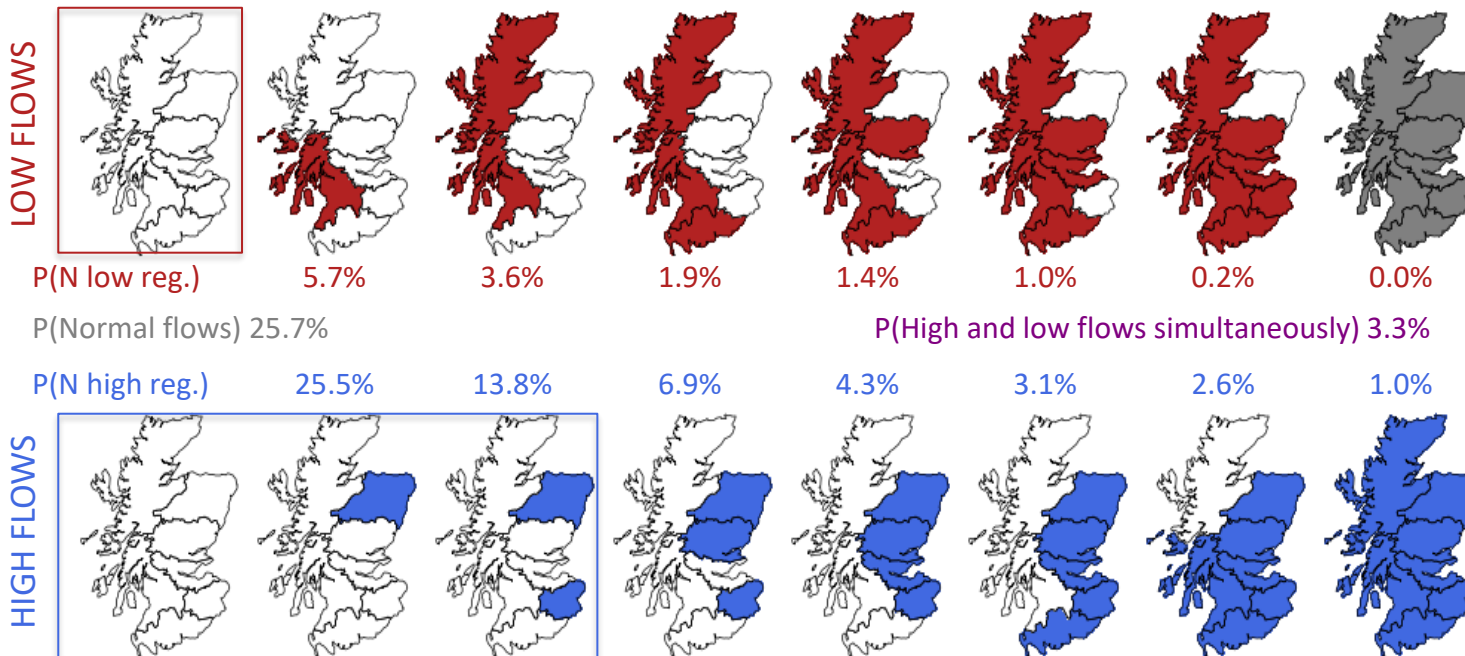 LOW FLOWS
P(N low reg.) 5.7% 3.6% 1.9% 1.4% 1.0% 0.2% 0.0%
P(Normal flows) 25.7% P(High and low flows simultaneously) 3.3%
P(N high reg.) 25.5% 13.8% 6.9% 4.3% 3.1% 2.6% 1.0%
HIGH FLOWS